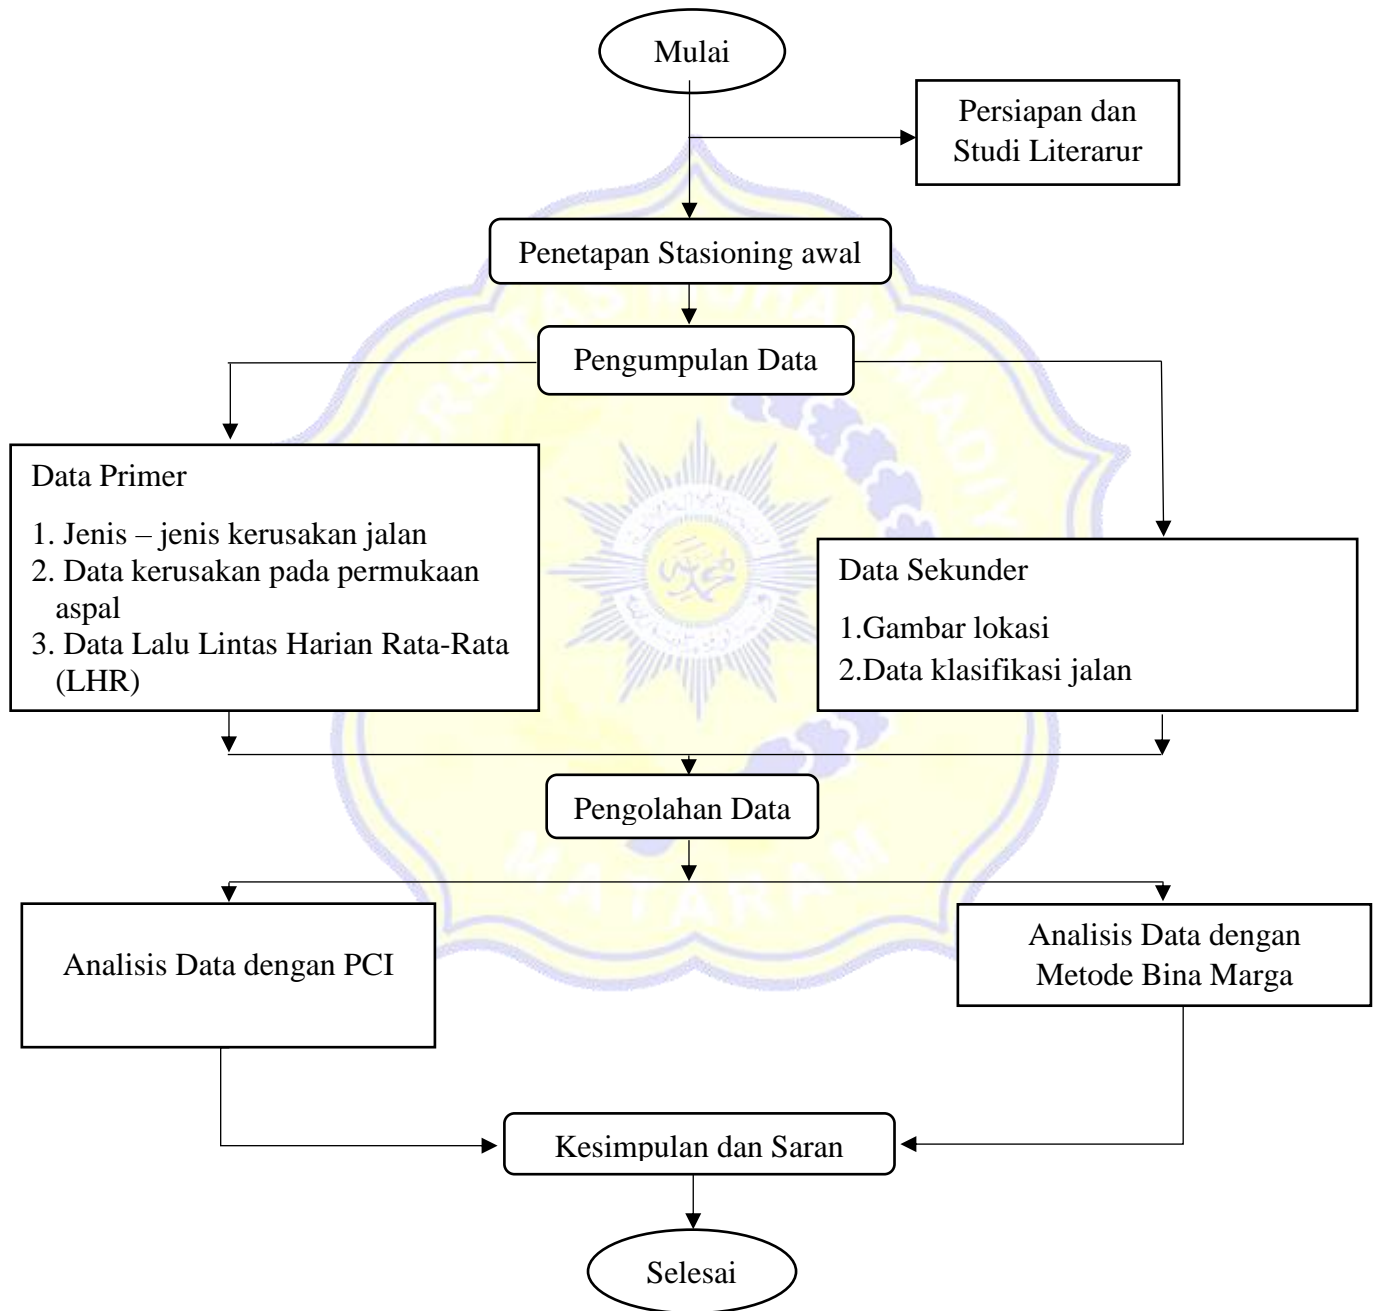 Mulai
Persiapan dan
Studi Literarur
Penetapan Stasioning awal
Pengumpulan Data
Data Primer
1. Jenis – jenis kerusakan jalan
2. Data kerusakan pada permukaan
aspal
3. Data Lalu Lintas Harian Rata-Rata
(LHR)
Data Sekunder
1.Gambar lokasi
2.Data klasifikasi jalan
Pengolahan Data
Analisis Data dengan PCI
Analisis Data dengan
Metode Bina Marga
Kesimpulan dan Saran
Selesai
MATARAM